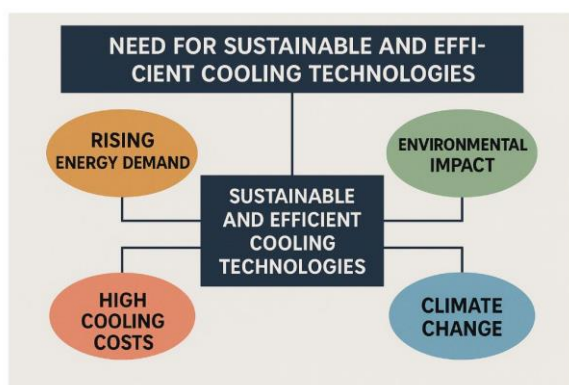 NEED FOR SUSTAINABLE AND EFFI-
CIENT COOLING TECHNOLOGIES
RISING
ENERGY DEMAND
ENVIRONMENTAL
IMPACT
SUSTAINABLE
AND EFFICIENT
COOLING
TECHNOLOGIES
HIGH
COOLING
COSTS
CLIMATE
CHANGE